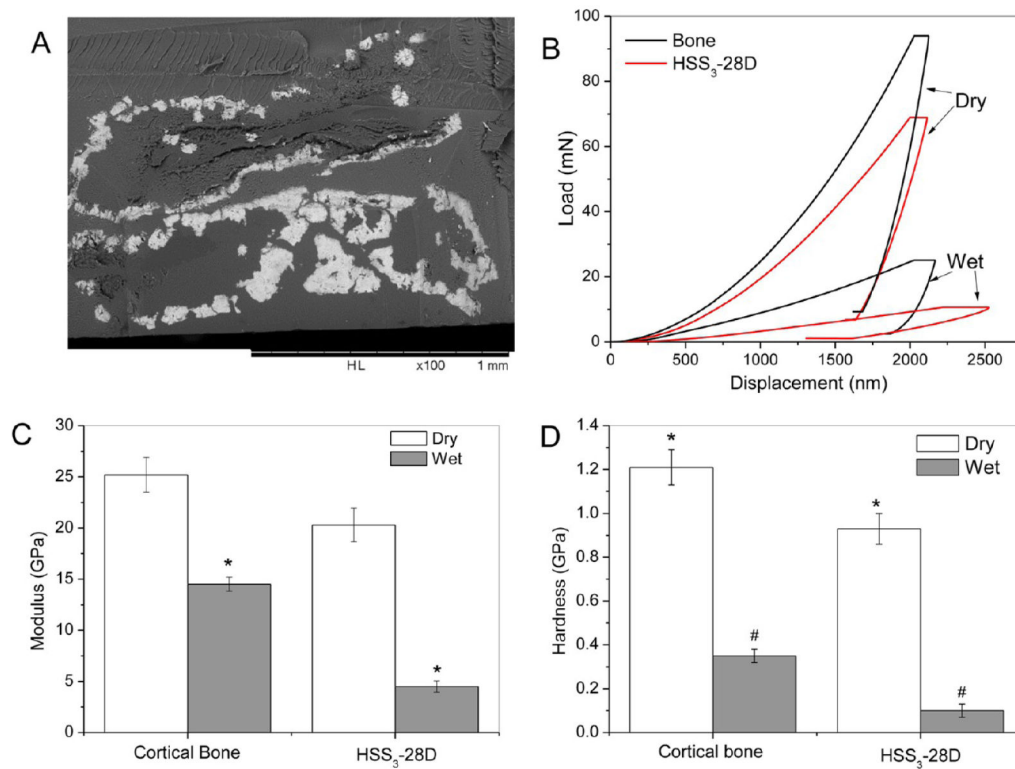 A
HL x100 1 mm
B
Bone
HSS₃-28D
Dry
Wet
Load (mN)
100
80
60
40
20
0
0 500 1000 1500 2000 2500
Displacement (nm)
C
Dry
Wet
Modulus (GPa)
30
25
20
15
10
5
0
*
*
Cortical Bone HSS₃-28D
D
Dry
Wet
Hardness (GPa)
1.4
1.2
1.0
0.8
0.6
0.4
0.2
0.0
*
#
*
#
Cortical bone HSS₃-28D